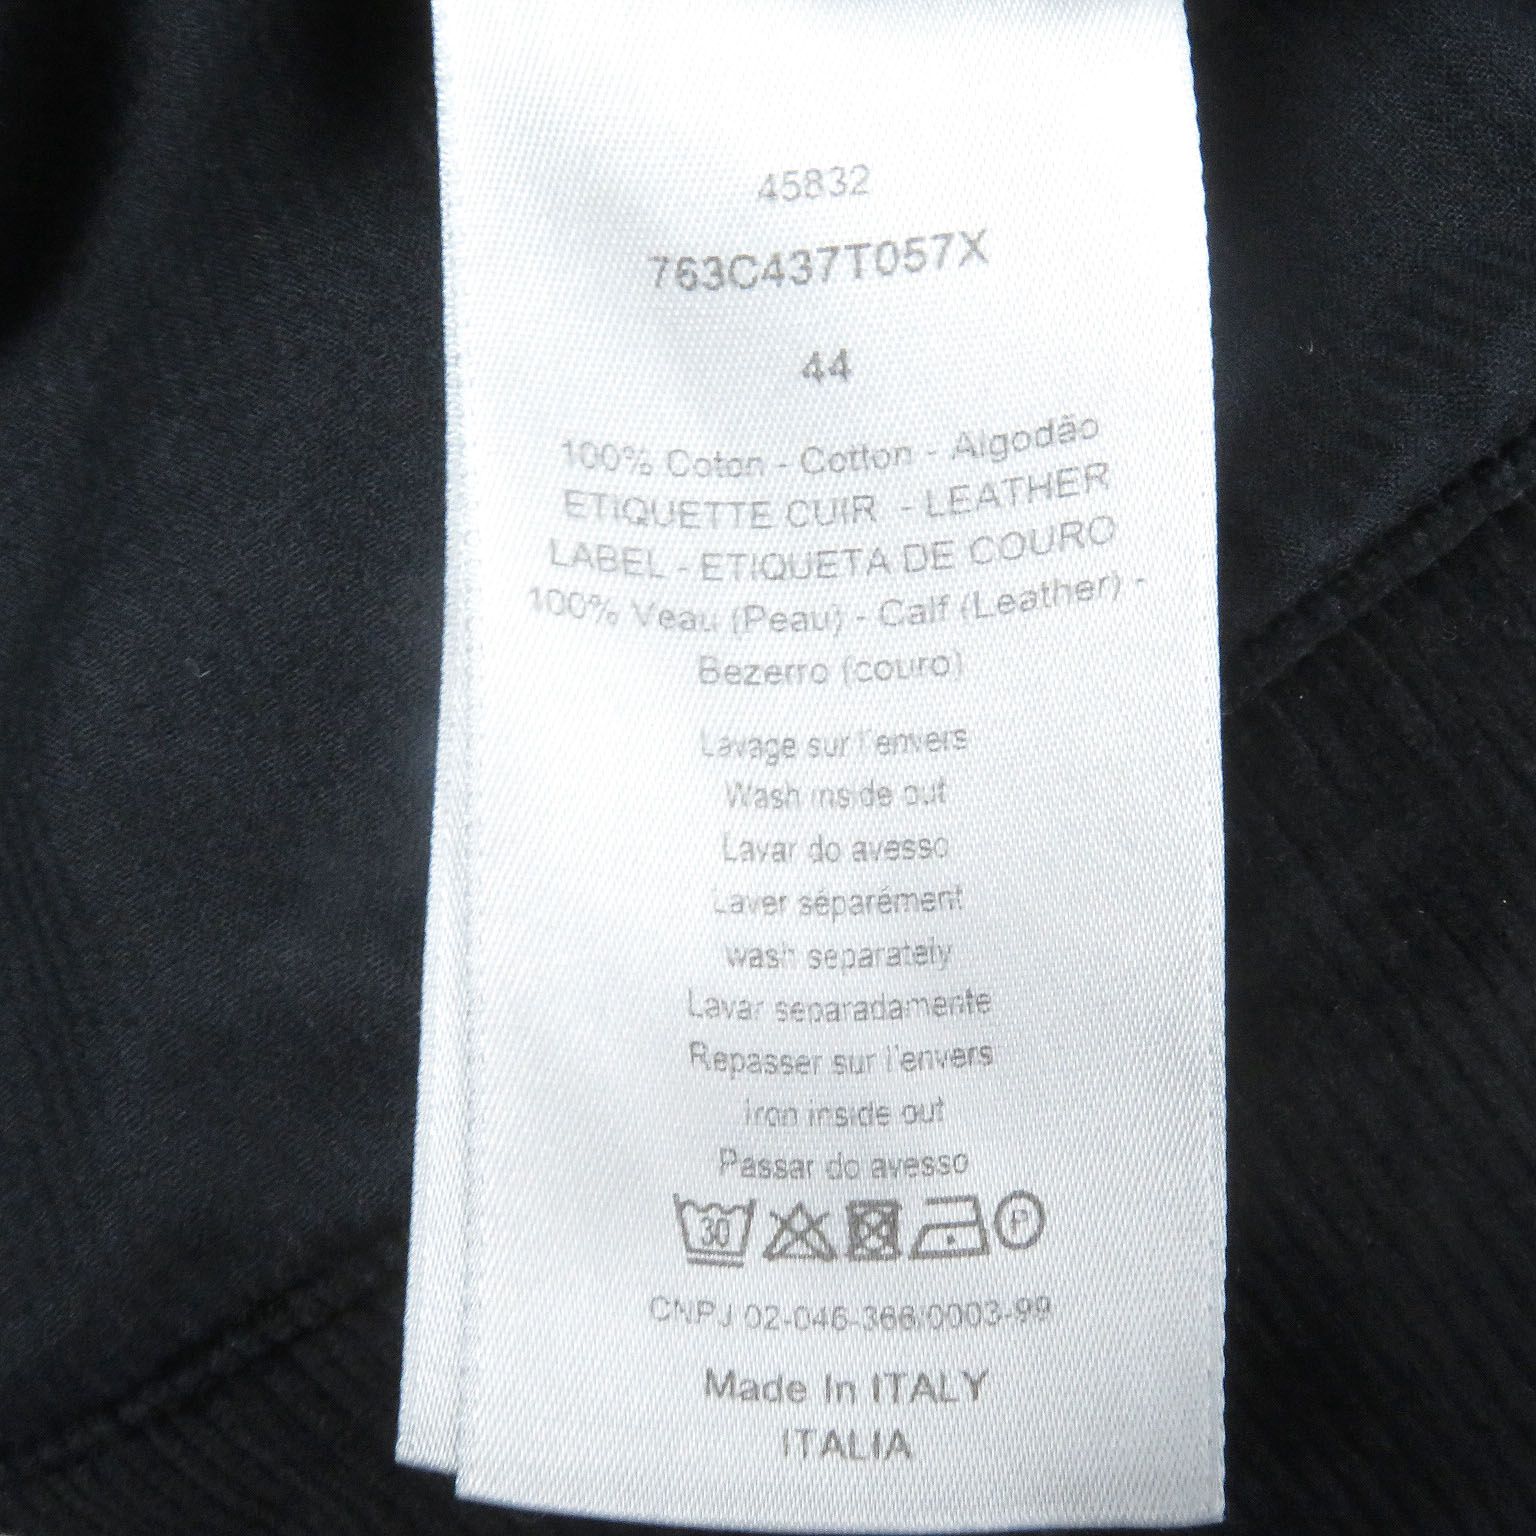 45832
763C437T057X
44
100% Coton - Cotton - Algodão
ETIQUETTE CUIR - LEATHER
LABEL - ETIQUETA DE COURO
100% Veau (Peau) - Calf (Leather) -
Bezerro (couro)
Lavage sur l'envers
Wash inside out
Lavar do avesso
Laver séparément
wash separately
Lavar separadamente
Repasser sur l'envers
iron inside out
Passar do avesso
30 P
CNPJ 02-046-366/0003-99
Made In ITALY
ITALIA